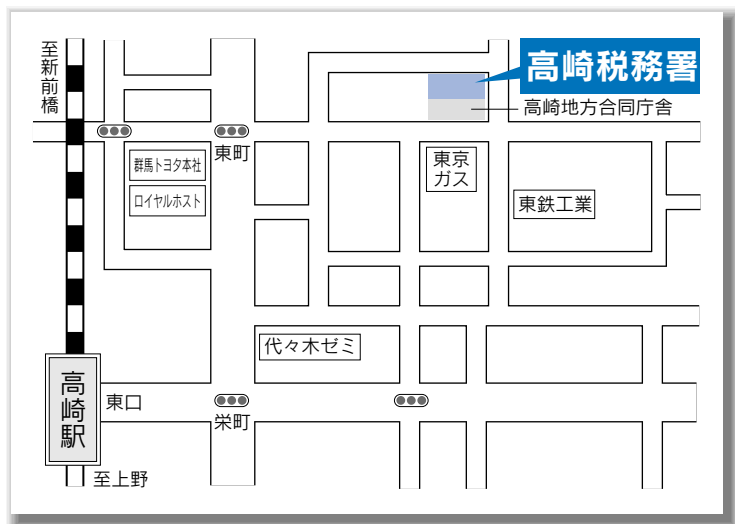 至新前橋
高崎税務署
高崎地方合同庁舎
東町
群馬トヨタ本社
ロイヤルホスト
東京
ガス
東鉄工業
代々木ゼミ
高崎駅
東口
栄町
至上野